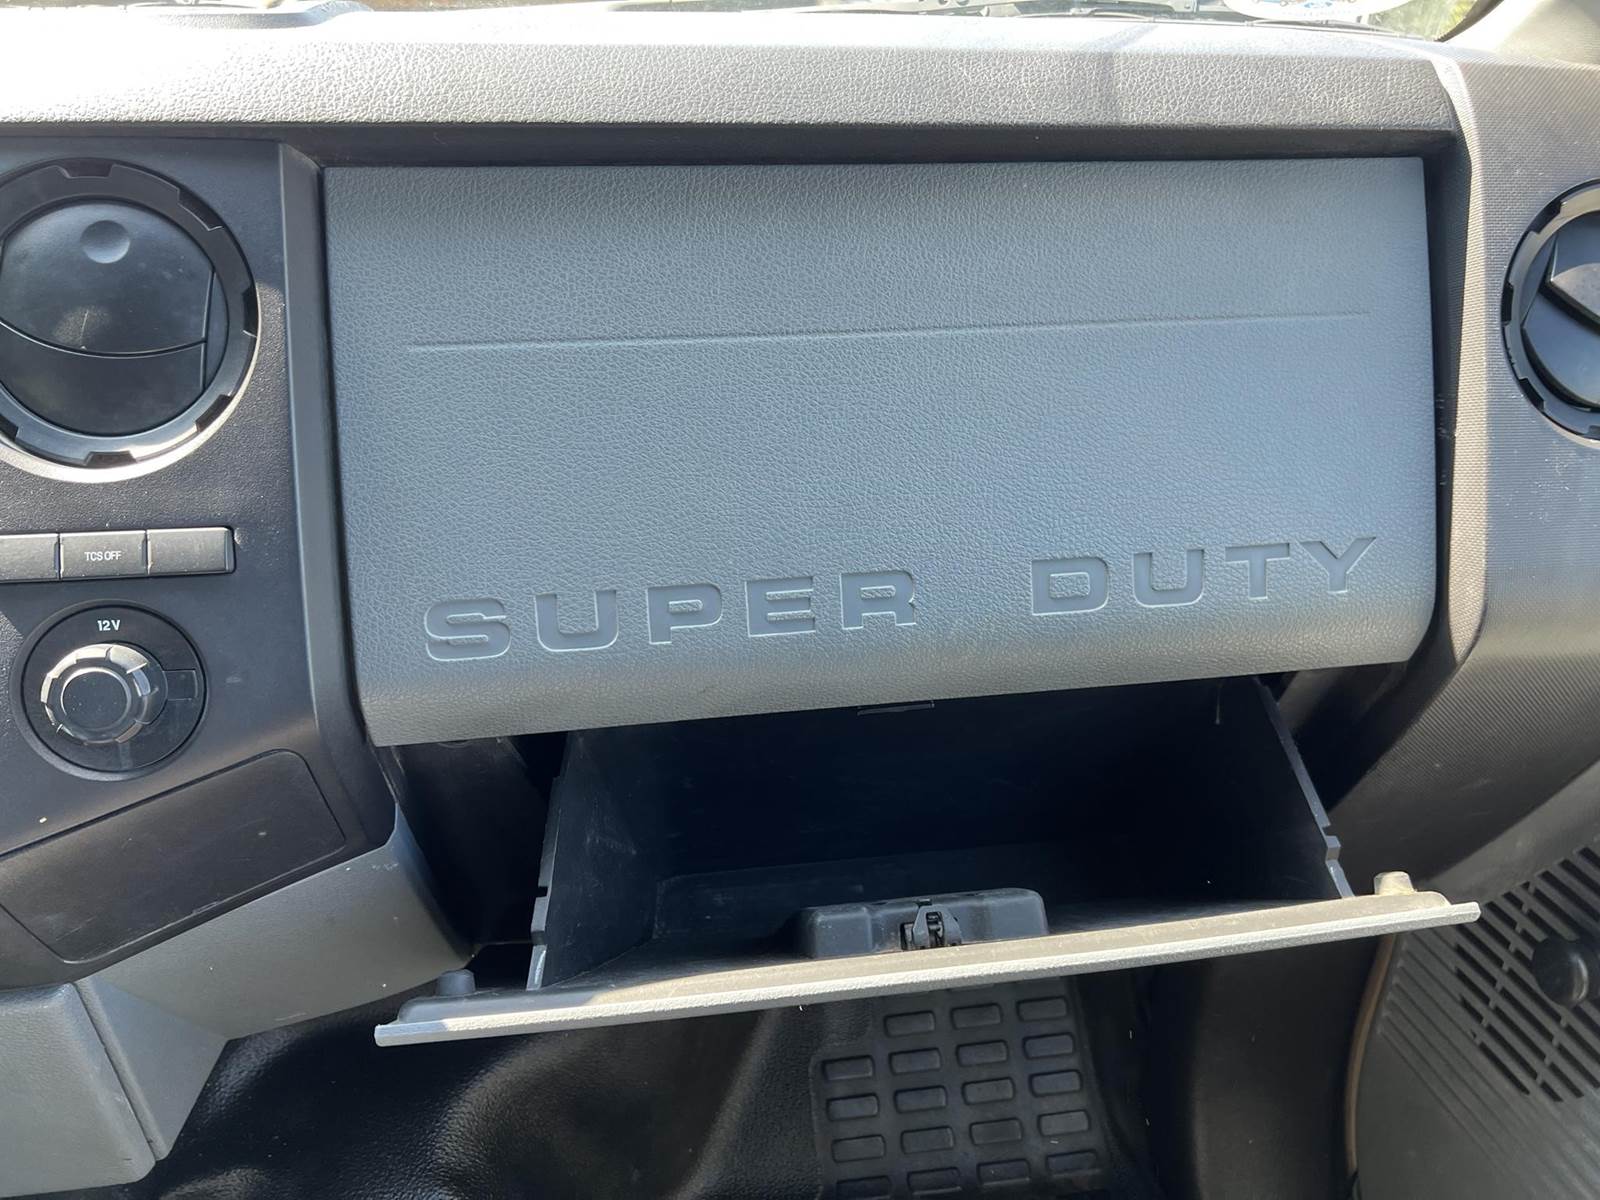 SUPER DUTY
TCS OFF
12V